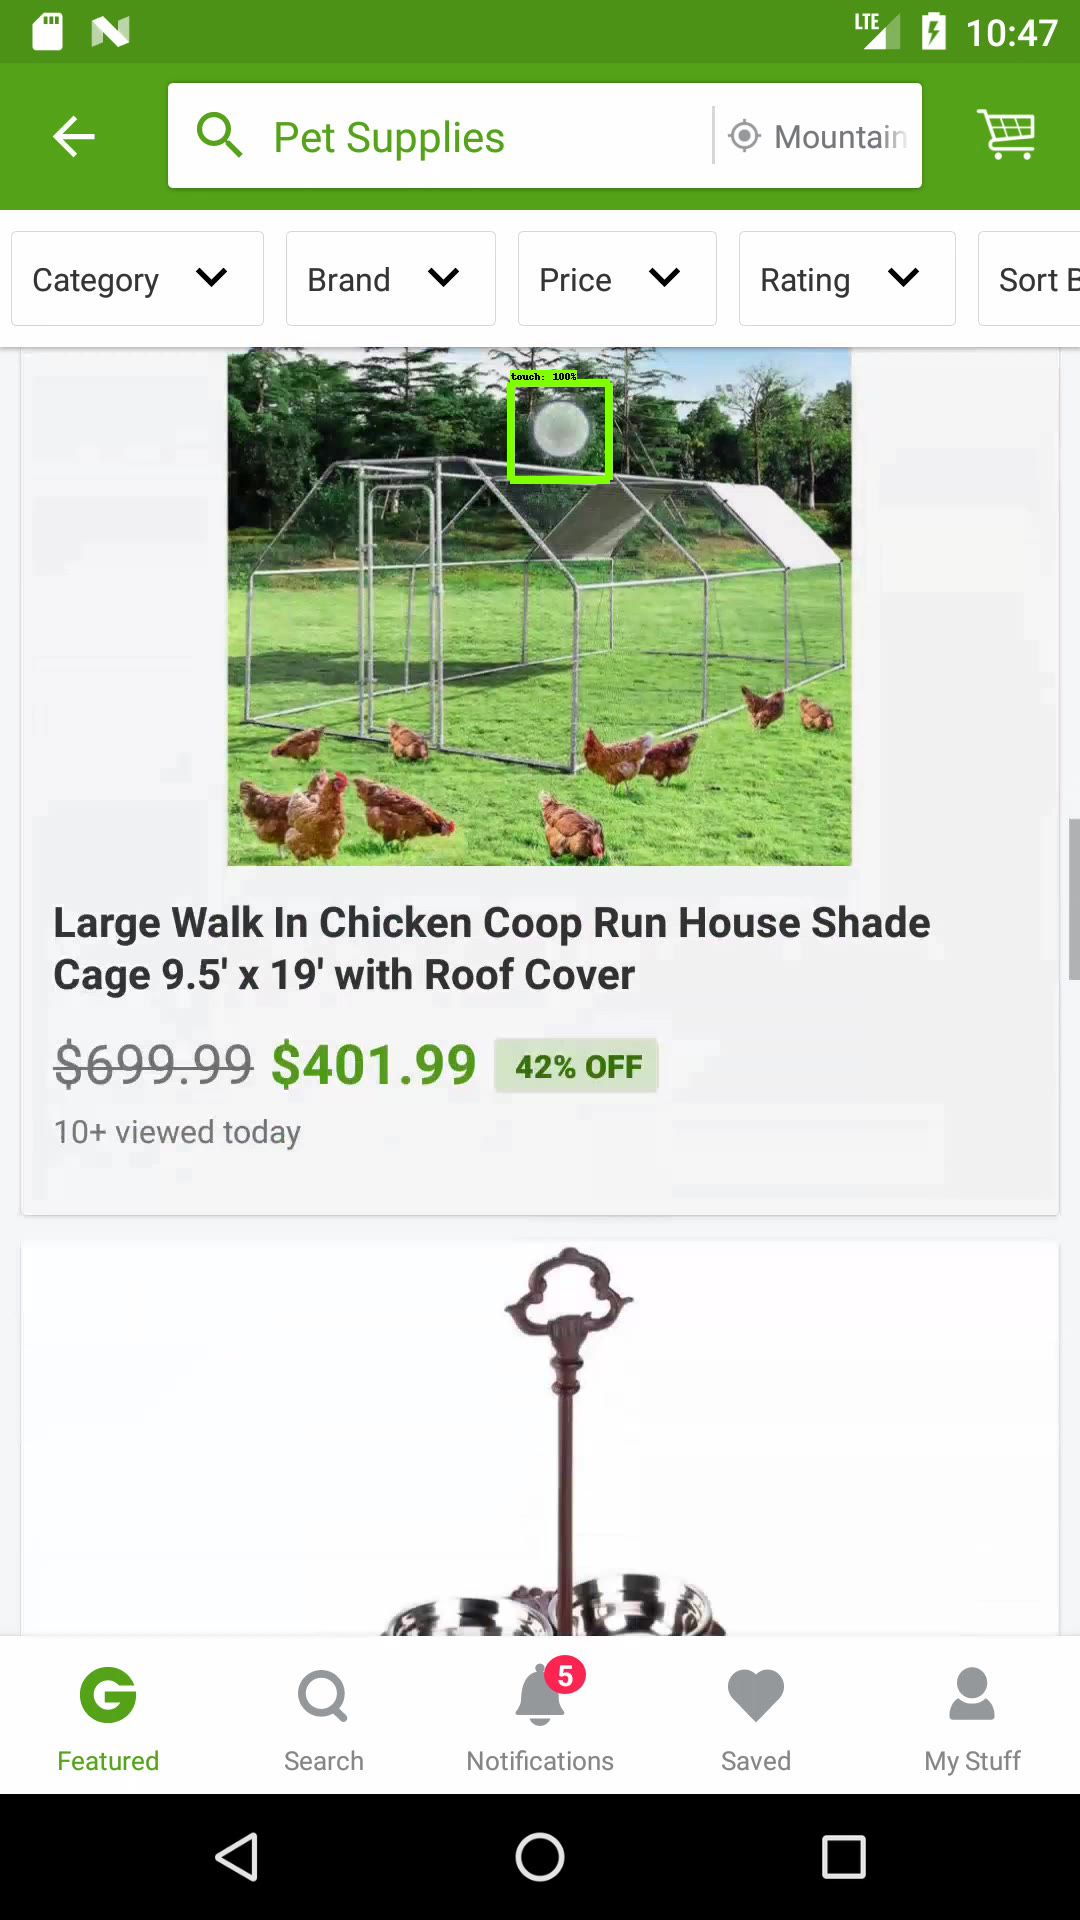 LTE 10:47
Pet Supplies Mountain
Category Brand Price Rating Sort B
touch: 100%
Large Walk In Chicken Coop Run House Shade
Cage 9.5' x 19' with Roof Cover
$699.99 $401.99 42% OFF
10+ viewed today
5
Featured Search Notifications Saved My Stuff